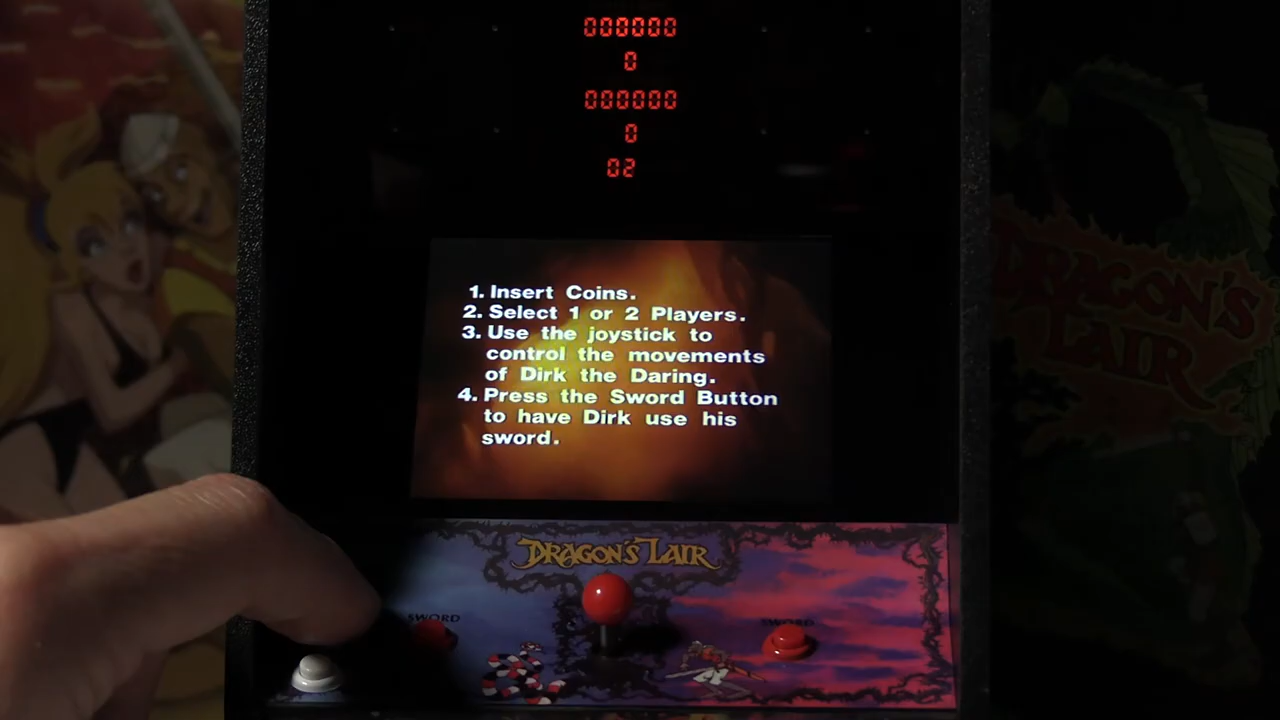 000000
0
000000
0
02
1. Insert Coins.
2. Select 1 or 2 Players.
3. Use the joystick to
control the movements
of Dirk the Daring.
4. Press the Sword Button
to have Dirk use his
sword.
DRAGON'S
LAIR
DRAGON'S LAIR
SWORD
SWORD